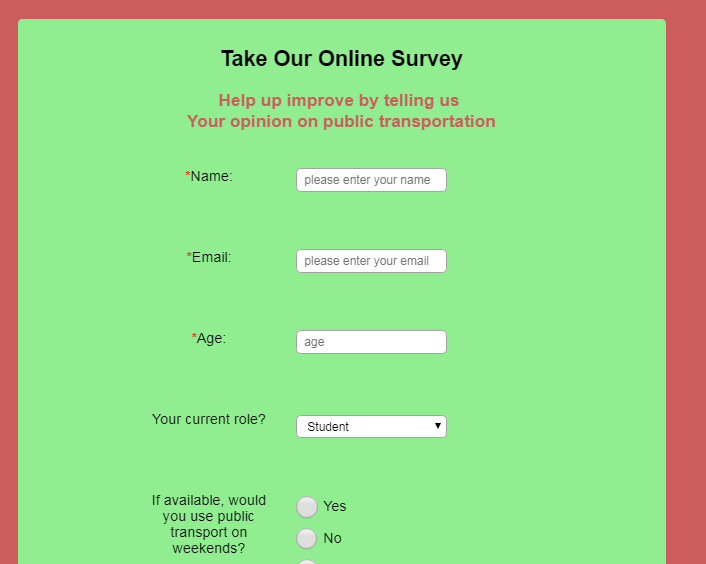 Take Our Online Survey
Help up improve by telling us
Your opinion on public transportation
*Name:
please enter your name
*Email:
please enter your email
*Age:
age
Your current role?
Student
If available, would
you use public
transport on
weekends?
Yes
No